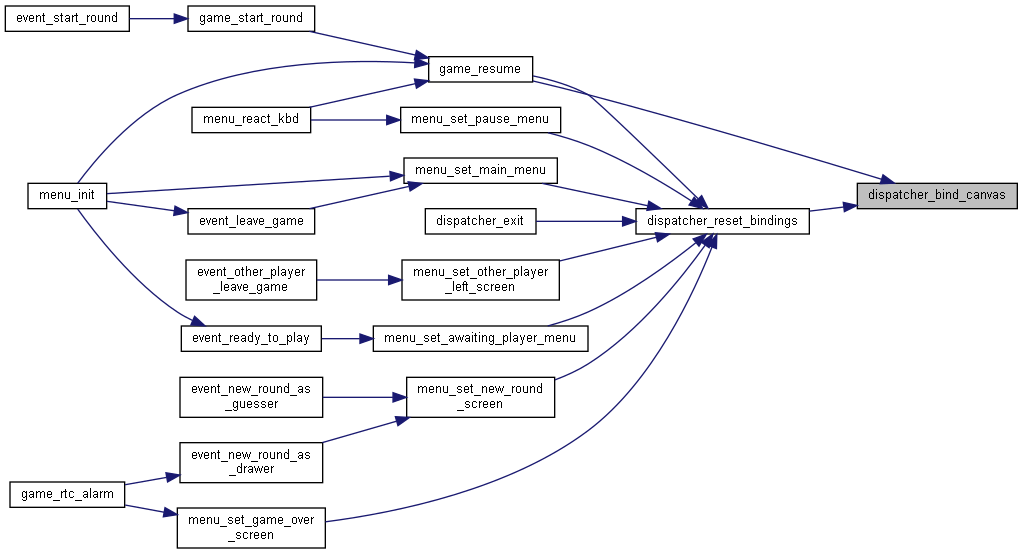 event_start_round
game_start_round
game_resume
menu_react_kbd
menu_set_pause_menu
menu_set_main_menu
menu_init
dispatcher_bind_canvas
event_leave_game
dispatcher_exit
dispatcher_reset_bindings
event_other_player
_leave_game
menu_set_other_player
_left_screen
event_ready_to_play
menu_set_awaiting_player_menu
event_new_round_as
_guesser
menu_set_new_round
_screen
event_new_round_as
_drawer
game_rtc_alarm
menu_set_game_over
_screen